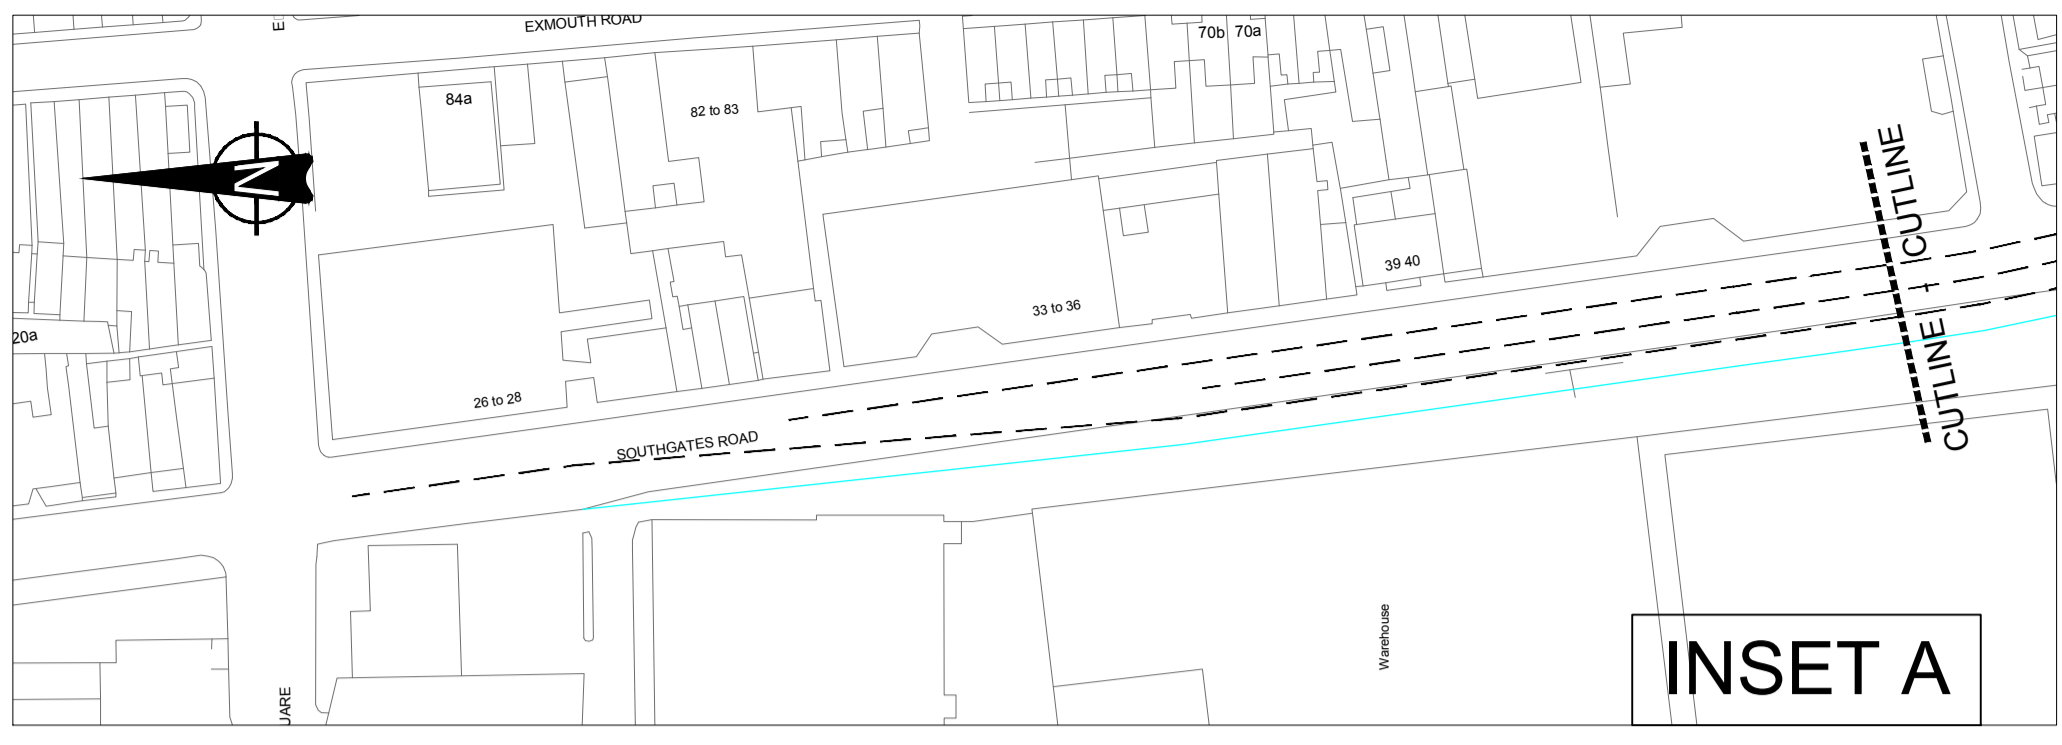 EXMOUTH ROAD
70b 70a
84a
82 to 83
N
20a
33 to 36
39 40
26 to 28
SOUTHGATES ROAD
CUTLINE - CUTLINE
Warehouse
UARE
INSET A